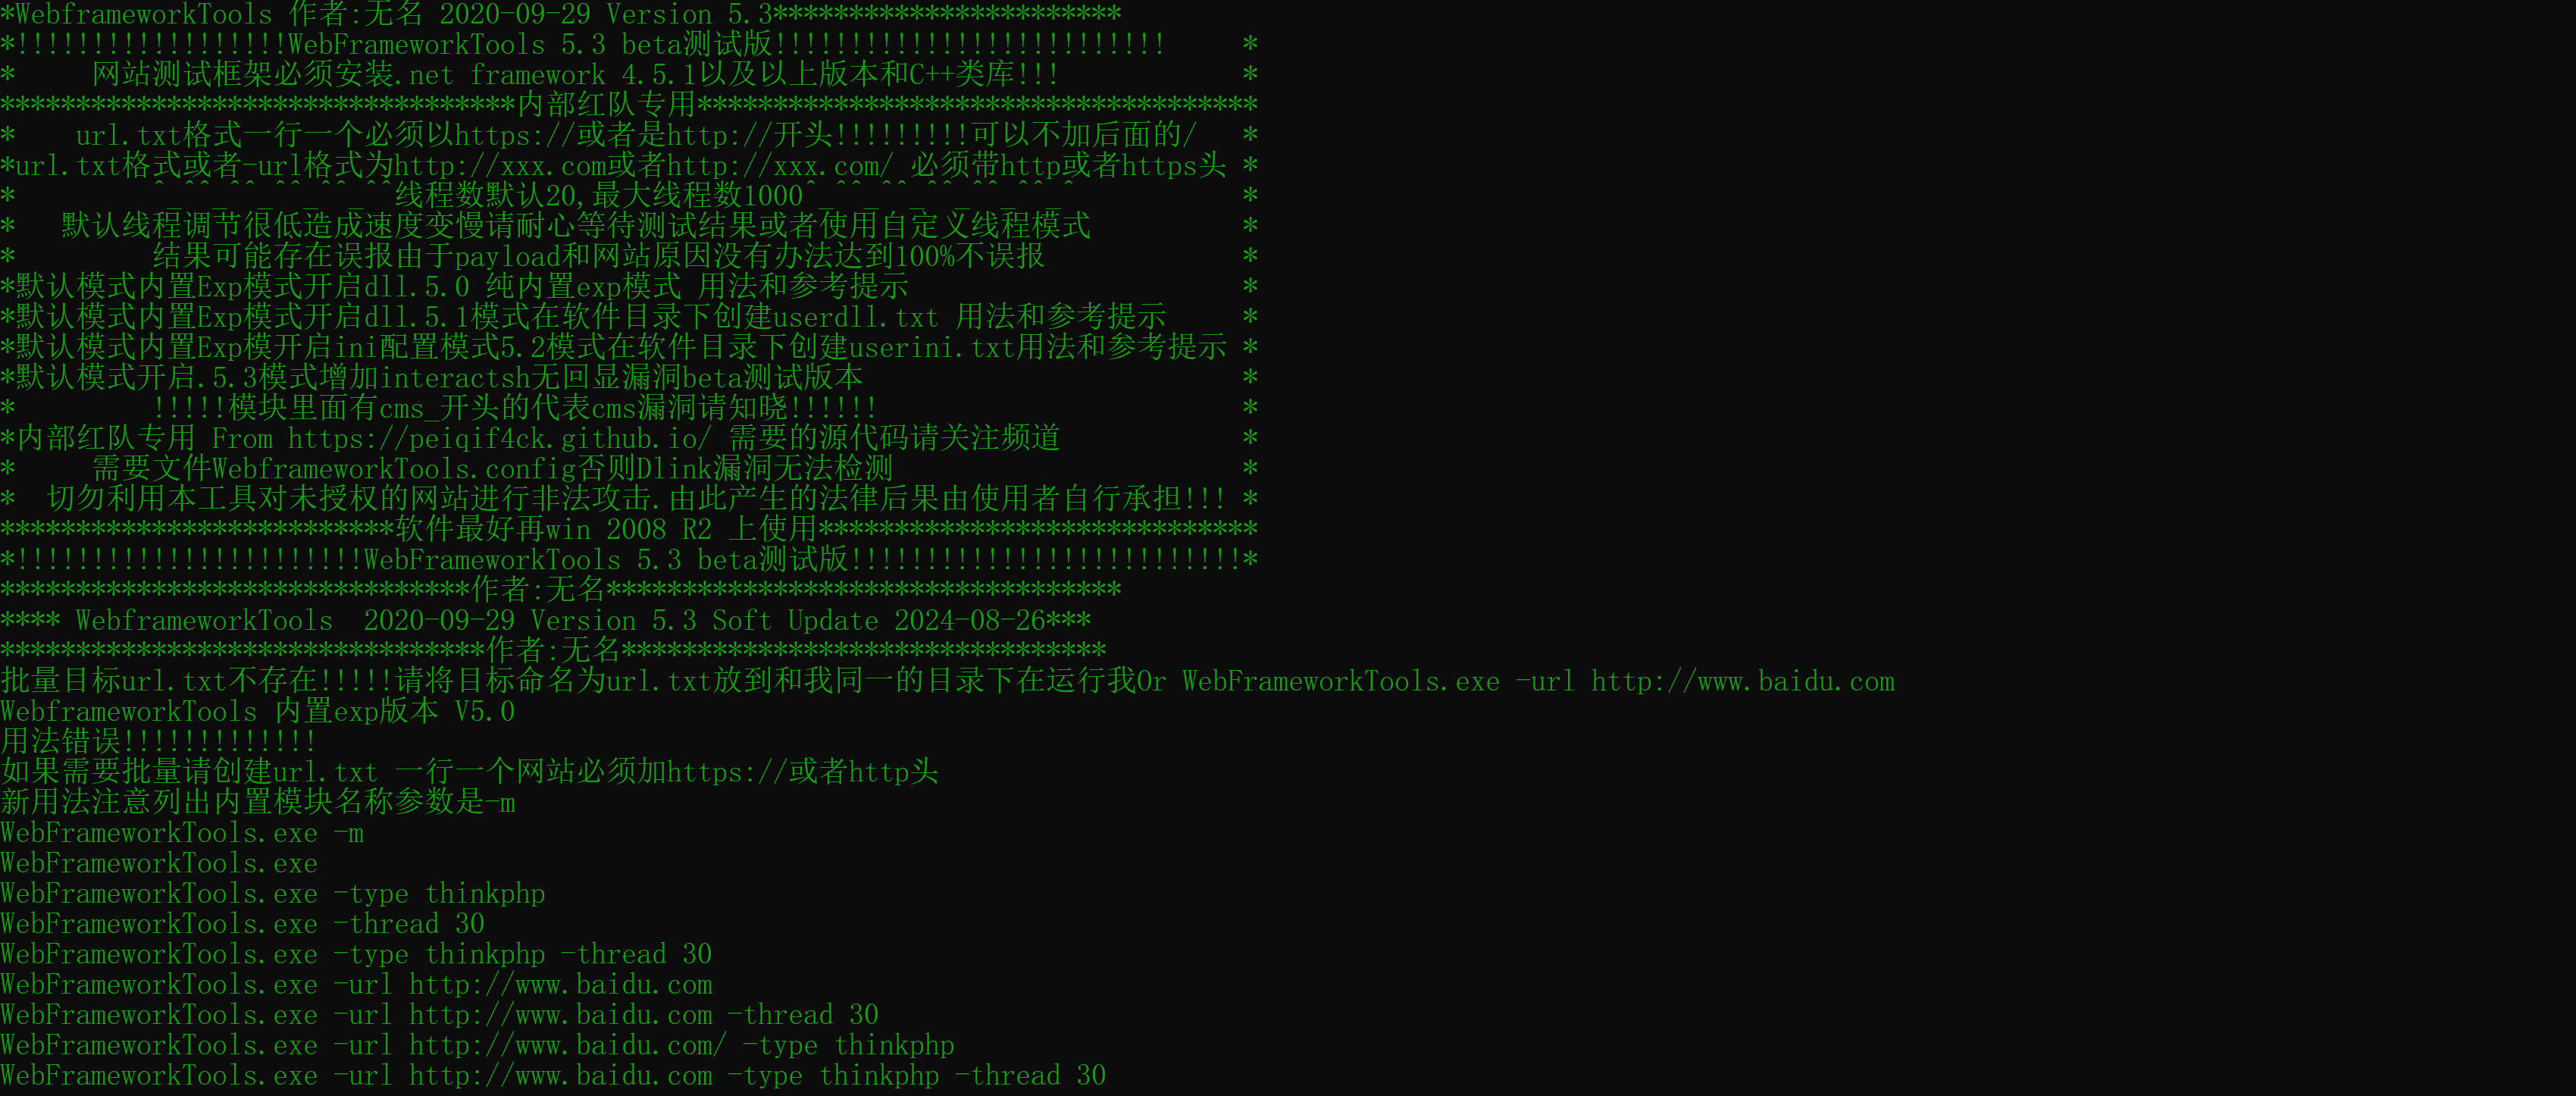 *WebframeworkTools 作者:无名 2020-09-29 Version 5.3***********************
*!!!!!!!!!!!!!!!!!!WebFrameworkTools 5.3 beta测试版!!!!!!!!!!!!!!!!!!!!!!!!!!     *
*     网站测试框架必须安装.net framework 4.5.1以及以上版本和C++类库!!!            *
**********************************内部红队专用*************************************
*    url.txt格式一行一个必须以https://或者是http://开头!!!!!!!!!可以不加后面的/   *
*url.txt格式或者-url格式为http://xxx.com或者http://xxx.com/ 必须带http或者https头 *
*         ^_^^_^^_^^_^^_^^线程数默认20,最大线程数1000^_^^_^^_^^_^^_^^_^           *
*   默认线程调节很低造成速度变慢请耐心等待测试结果或者使用自定义线程模式          *
*         结果可能存在误报由于payload和网站原因没有办法达到100%不误报             *
*默认模式内置Exp模式开启dll.5.0 纯内置exp模式 用法和参考提示                      *
*默认模式内置Exp模式开启dll.5.1模式在软件目录下创建userdll.txt 用法和参考提示     *
*默认模式内置Exp模开启ini配置模式5.2模式在软件目录下创建userini.txt用法和参考提示 *
*默认模式开启.5.3模式增加interactsh无回显漏洞beta测试版本                         *
*         !!!!!模块里面有cms_开头的代表cms漏洞请知晓!!!!!!                        *
*内部红队专用 From https://peiqif4ck.github.io/ 需要的源代码请关注频道            *
*     需要文件WebframeworkTools.config否则Dlink漏洞无法检测                       *
*  切勿利用本工具对未授权的网站进行非法攻击.由此产生的法律后果由使用者自行承担!!! *
**************************软件最好再win 2008 R2 上使用*****************************
*!!!!!!!!!!!!!!!!!!!!!!!WebFrameworkTools 5.3 beta测试版!!!!!!!!!!!!!!!!!!!!!!!!!!*
*******************************作者:无名**********************************
**** WebframeworkTools  2020-09-29 Version 5.3 Soft Update 2024-08-26***
********************************作者:无名********************************
批量目标url.txt不存在!!!!!请将目标命名为url.txt放到和我同一的目录下在运行我Or WebFrameworkTools.exe -url http://www.baidu.com
WebframeworkTools 内置exp版本 V5.0
用法错误!!!!!!!!!!!!!
如果需要批量请创建url.txt 一行一个网站必须加https://或者http头
新用法注意列出内置模块名称参数是-m
WebFrameworkTools.exe -m
WebFrameworkTools.exe
WebFrameworkTools.exe -type thinkphp
WebFrameworkTools.exe -thread 30
WebFrameworkTools.exe -type thinkphp -thread 30
WebFrameworkTools.exe -url http://www.baidu.com
WebFrameworkTools.exe -url http://www.baidu.com -thread 30
WebFrameworkTools.exe -url http://www.baidu.com/ -type thinkphp
WebFrameworkTools.exe -url http://www.baidu.com -type thinkphp -thread 30